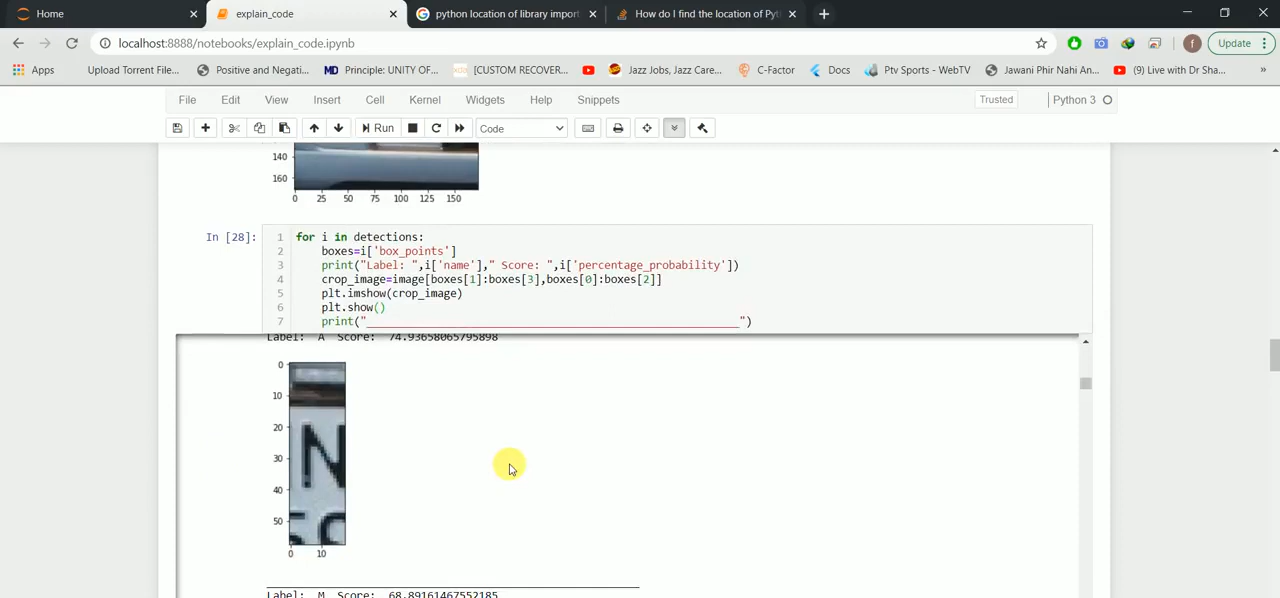 Home
explain_code
python location of library import
How do I find the location of Pyt
localhost:8888/notebooks/explain_code.ipynb
Update
Apps
Upload Torrent File...
Positive and Negati...
MD Principle: UNITY OF...
[CUSTOM RECOVER...
Jazz Jobs, Jazz Care...
C-Factor
Docs
Ptv Sports - WebTV
Jawani Phir Nahi An...
(9) Live with Dr Sha...
File Edit View Insert Cell Kernel Widgets Help Snippets
Trusted
Python 3
Run
Code
140
160
0 25 50 75 100 125 150
In [28]:
1 for i in detections:
2 boxes=i['box_points']
3 print("Label: ",i['name']," Score: ",i['percentage_probability'])
4 crop_image=image[boxes[1]:boxes[3],boxes[0]:boxes[2]]
5 plt.imshow(crop_image)
6 plt.show()
7 print("______________________________________________________")
Label: A Score: 74.93658065795898
0
10
20
30
40
50
N
0 10
Label: M Score: 68.89161467552185